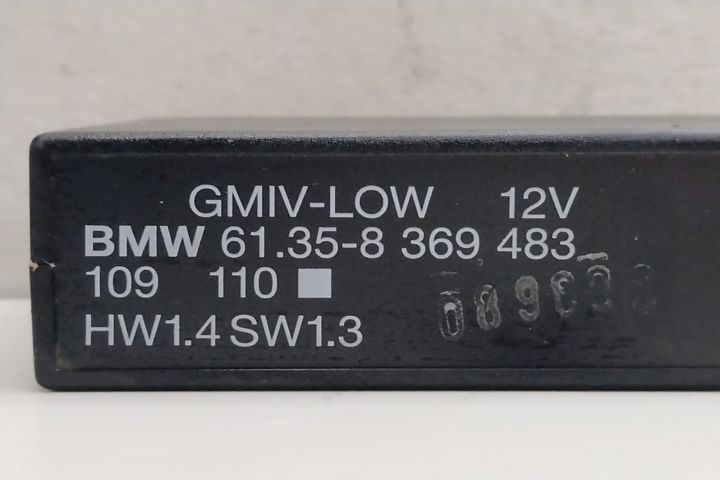 GMIV-LOW 12V
BMW 61.35-8 369 483
109 110
HW1.4 SW1.3